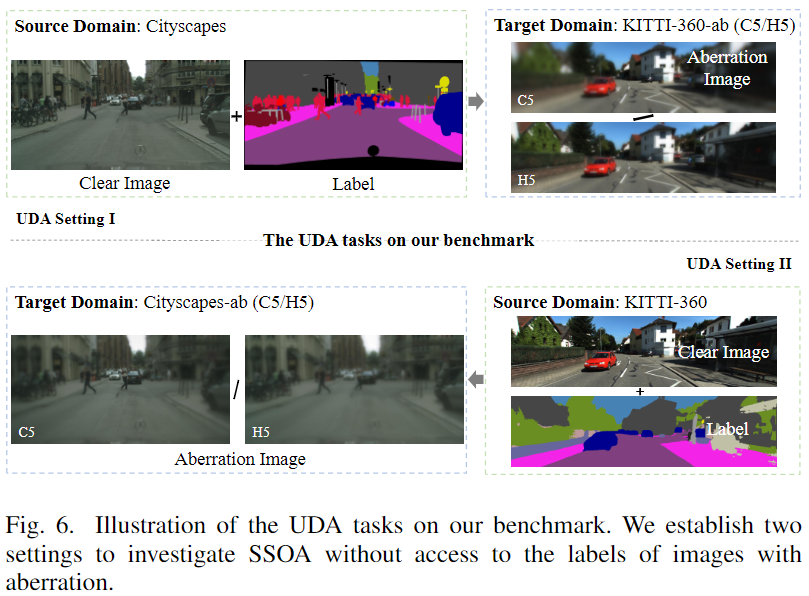 Source Domain: Cityscapes
Clear Image
+
Label
Target Domain: KITTI-360-ab (C5/H5)
Aberration
Image
C5
/
H5
UDA Setting I
The UDA tasks on our benchmark
UDA Setting II
Target Domain: Cityscapes-ab (C5/H5)
C5
/
H5
Aberration Image
Source Domain: KITTI-360
Clear Image
+
Label
Fig. 6. Illustration of the UDA tasks on our benchmark. We establish two
settings to investigate SSOA without access to the labels of images with
aberration.